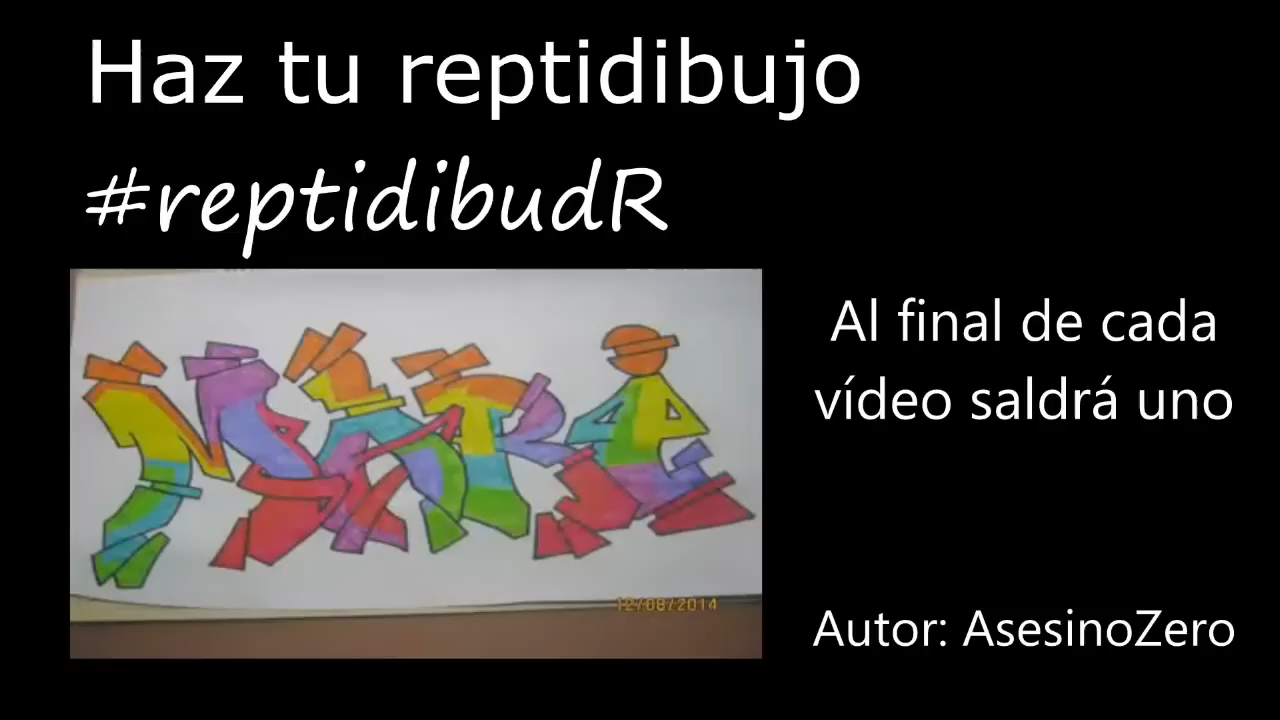 Haz tu reptidibujo
#reptidibudR
Al final de cada
vídeo saldrá uno
12/08/2014
Autor: AsesinoZero